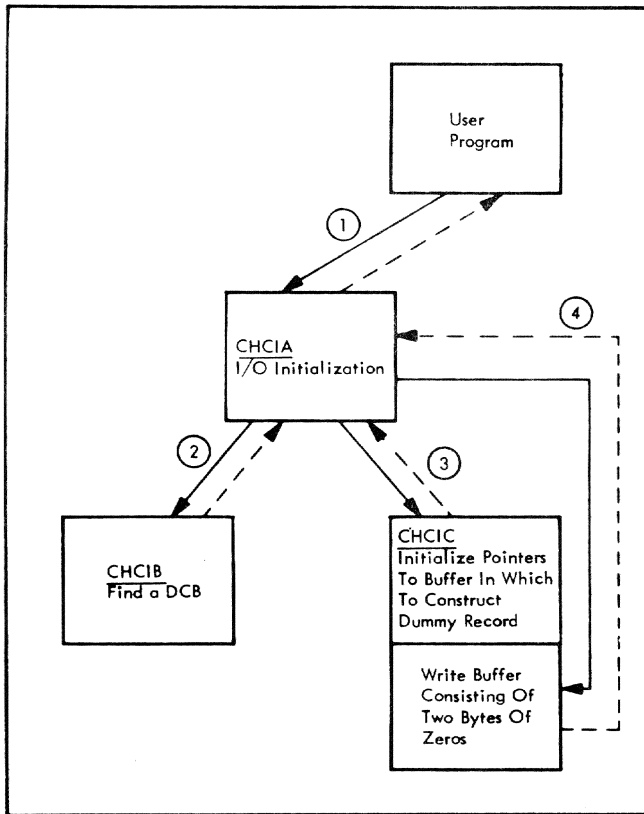 User
Program
1
4
CHCIA
I/O Initialization
2
3
CHCIB
Find a DCB
CHCIC
Initialize Pointers
To Buffer In Which
To Construct
Dummy Record
Write Buffer
Consisting Of
Two Bytes Of
Zeros